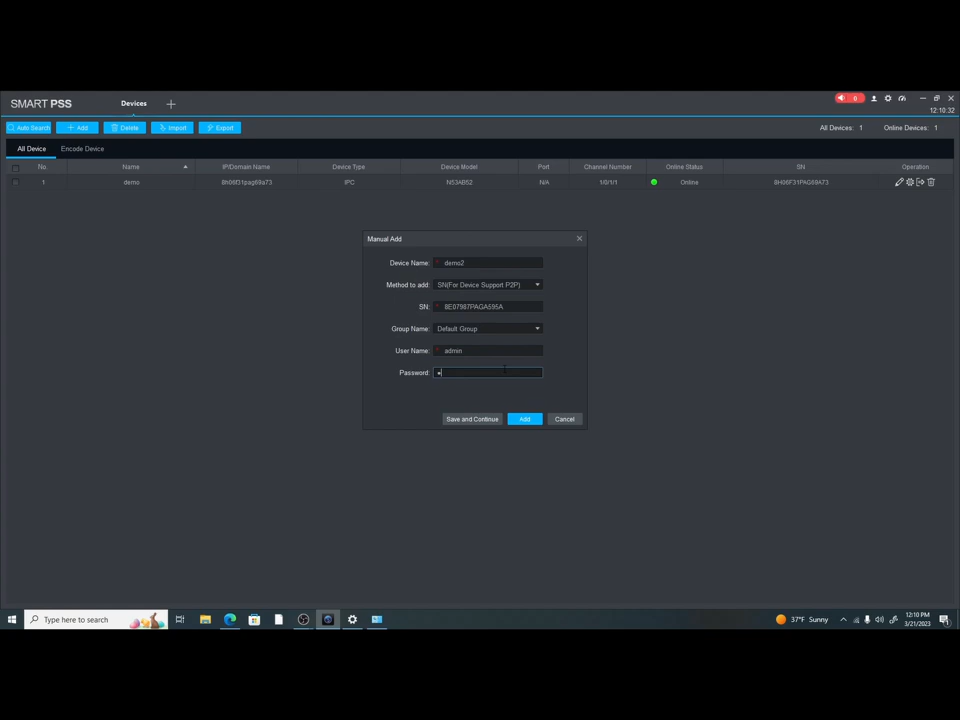 SMART PSS Devices 0
12:10:32
Auto Search Add Delete Import Export All Devices: 1 Online Devices: 1
All Device Encode Device
No. Name IP/Domain Name Device Type Device Model Port Channel Number Online Status SN Operation
1 demo 8h06f31pag69a73 IPC N53AB52 N/A 1/0/1/1 Online 8H06F31PAG69A73
Manual Add
Device Name: * demo2
Method to add: SN(For Device Support P2P)
SN: * 8E07987PAGA595A
Group Name: Default Group
User Name: * admin
Password:
Save and Continue Add Cancel
Type here to search 37°F Sunny 12:10 PM
3/21/2023